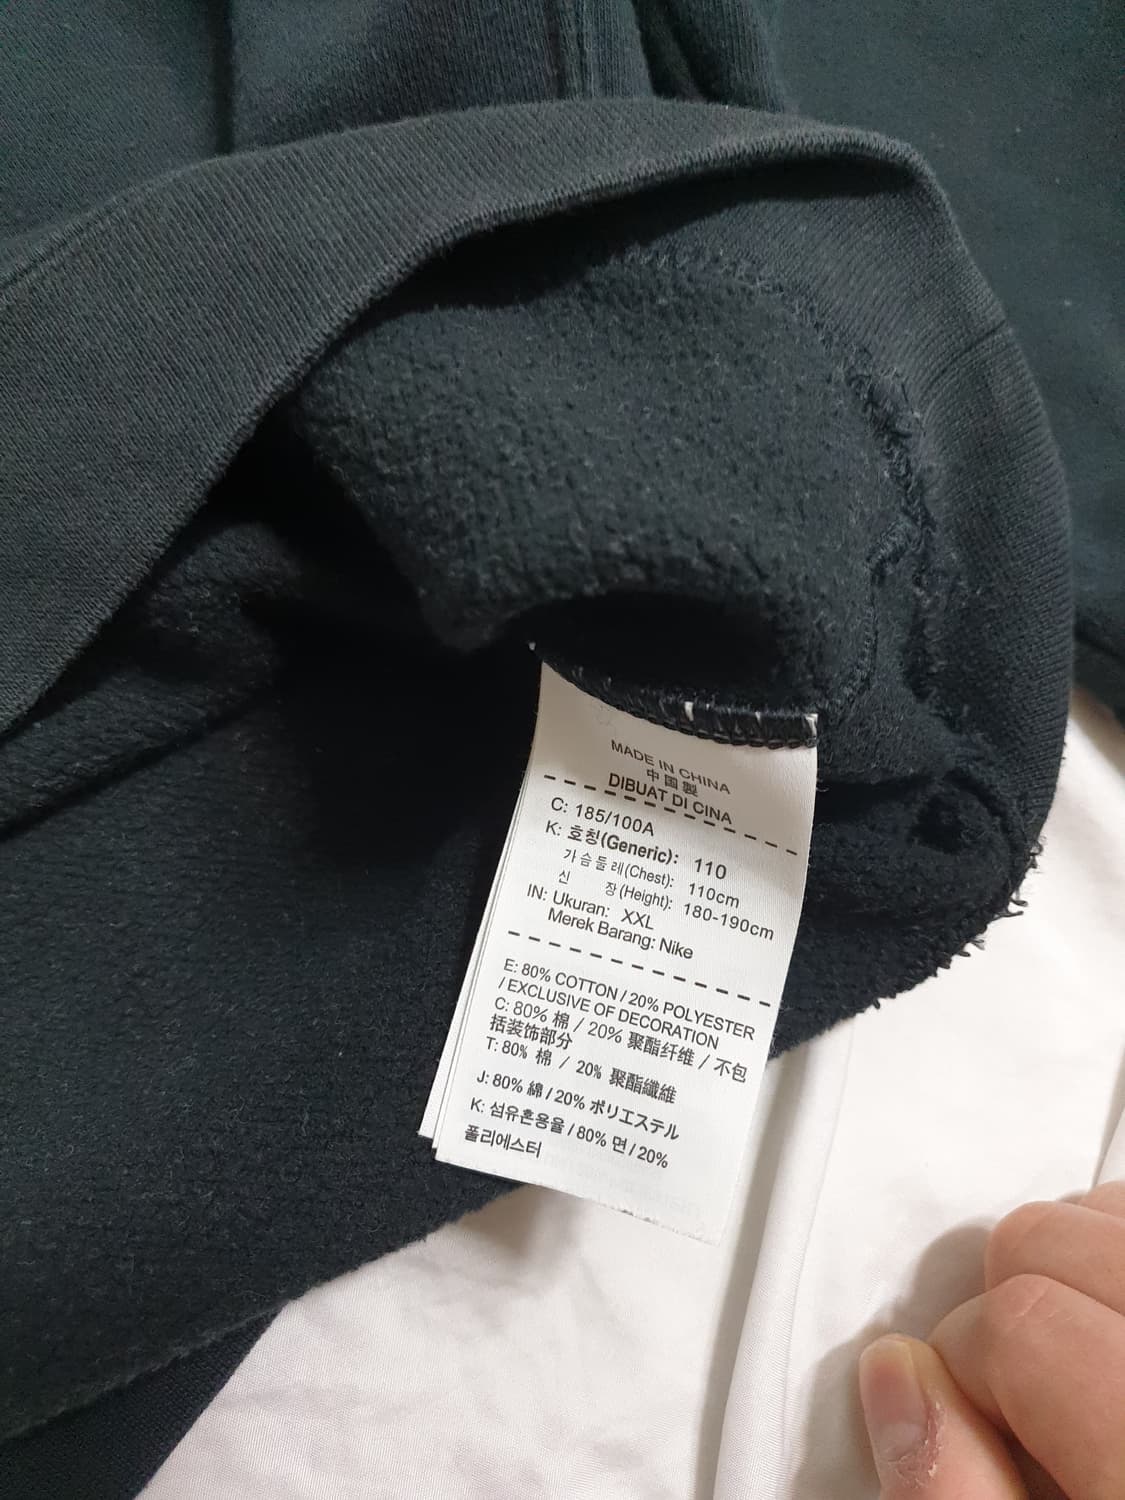 MADE IN CHINA
中国製
DIBUAT DI CINA
C: 185/100A
K: 호칭(Generic): 110
가슴둘레(Chest): 110cm
신 장(Height): 180-190cm
IN: Ukuran: XXL
Merek Barang: Nike
E: 80% COTTON / 20% POLYESTER
/ EXCLUSIVE OF DECORATION
C: 80% 棉 / 20% 聚酯纤维 / 不包
括装饰部分
T: 80% 棉 / 20% 聚酯纖維
J: 80% 綿 / 20% ポリエステル
K: 섬유혼용율 / 80% 면 / 20%
폴리에스터